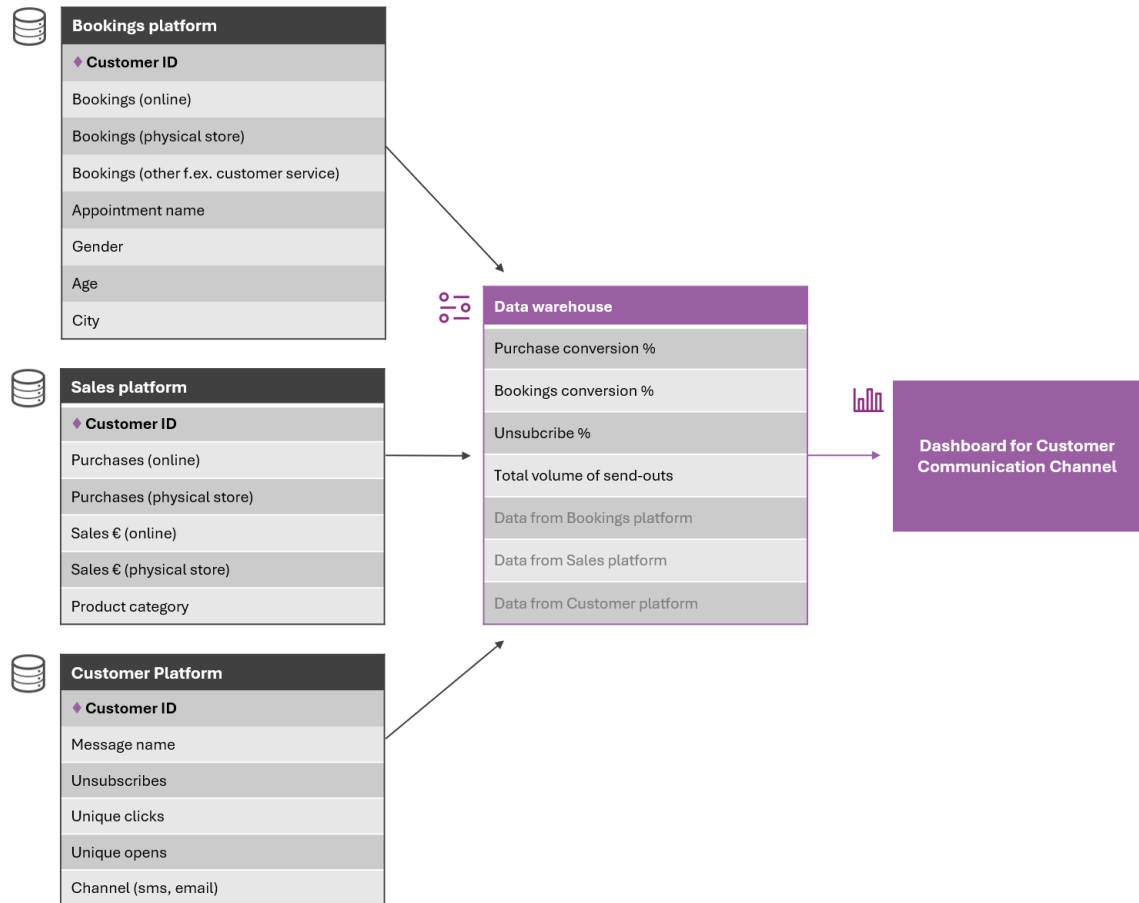 Bookings platform
Customer ID
Bookings (online)
Bookings (physical store)
Bookings (other f.ex. customer service)
Appointment name
Gender
Age
City
Sales platform
Customer ID
Purchases (online)
Purchases (physical store)
Sales € (online)
Sales € (physical store)
Product category
Customer Platform
Customer ID
Message name
Unsubscribes
Unique clicks
Unique opens
Channel (sms, email)
Data warehouse
Purchase conversion %
Bookings conversion %
Unsubcribe %
Total volume of send-outs
Data from Bookings platform
Data from Sales platform
Data from Customer platform
Dashboard for Customer
Communication Channel